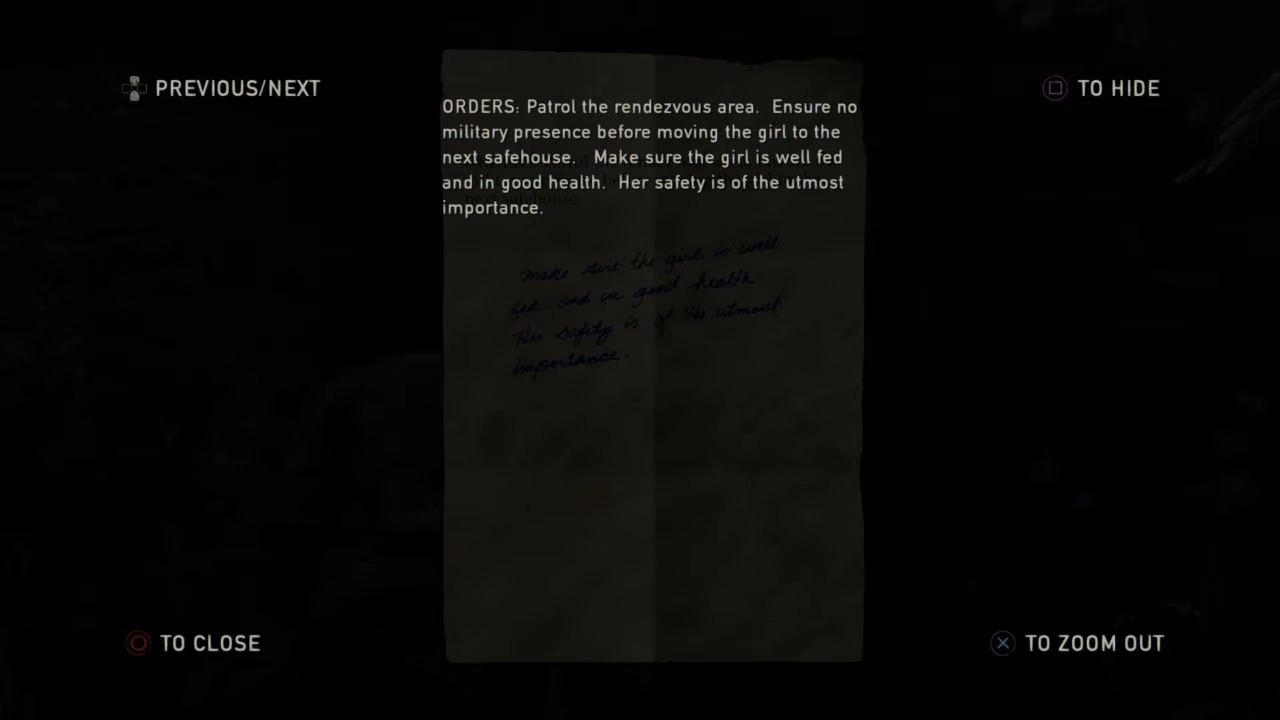 PREVIOUS/NEXT
TO HIDE
ORDERS: Patrol the rendezvous area. Ensure no
military presence before moving the girl to the
next safehouse. Make sure the girl is well fed
and in good health. Her safety is of the utmost
importance.
next safehouse.
Make sure the girl is well
fed and in good health
Her safety is of the utmost
importance.
TO CLOSE
TO ZOOM OUT